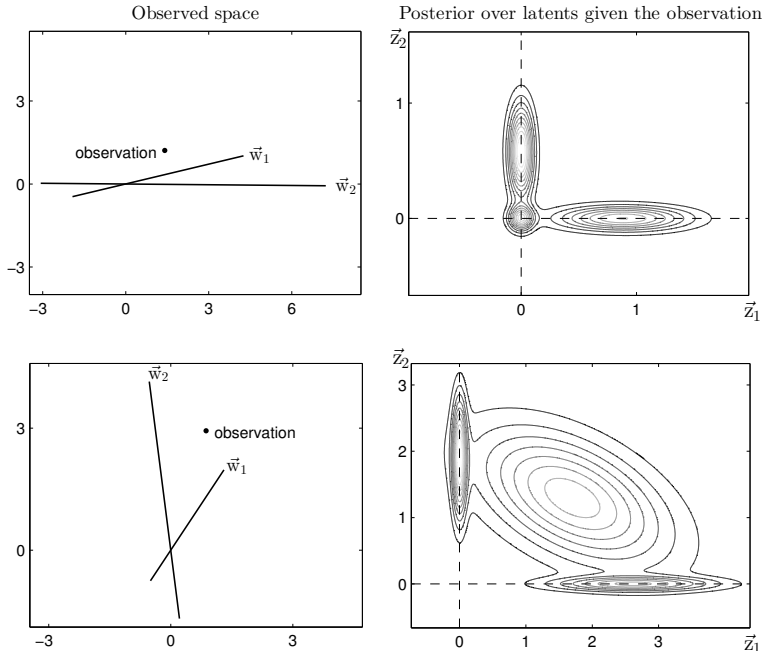 Observed space
Posterior over latents given the observation
3
0
−3
−3 0 3 6
observation
w⃗₁
w⃗₂
z⃗₂
1
0
0 1
z⃗₁
3
0
−3 0 3
w⃗₂
observation
w⃗₁
z⃗₂
3
2
1
0
0 1 2 3
z⃗₁